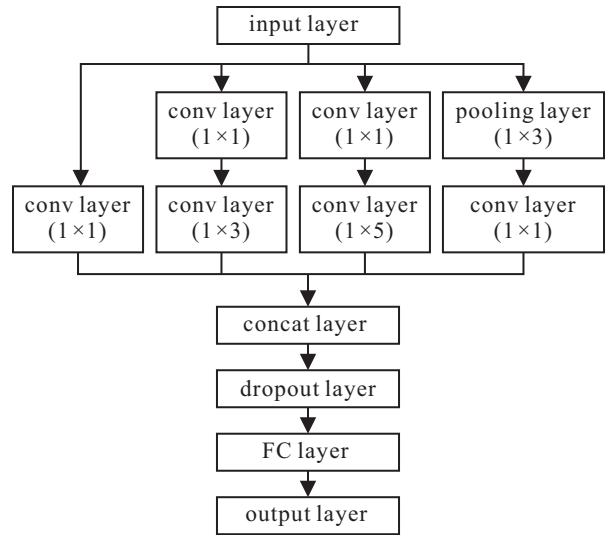 input layer
conv layer
(1×1)
conv layer
(1×1)
pooling layer
(1×3)
conv layer
(1×1)
conv layer
(1×3)
conv layer
(1×5)
conv layer
(1×1)
concat layer
dropout layer
FC layer
output layer